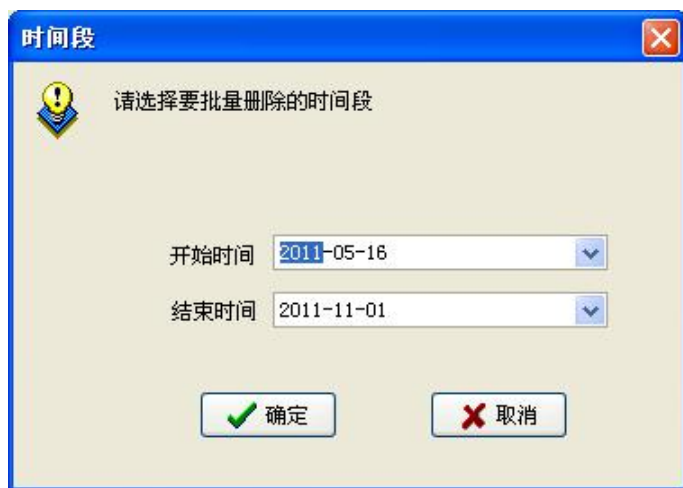 时间段
请选择要批量删除的时间段
开始时间 2011-05-16
结束时间 2011-11-01
确定 取消